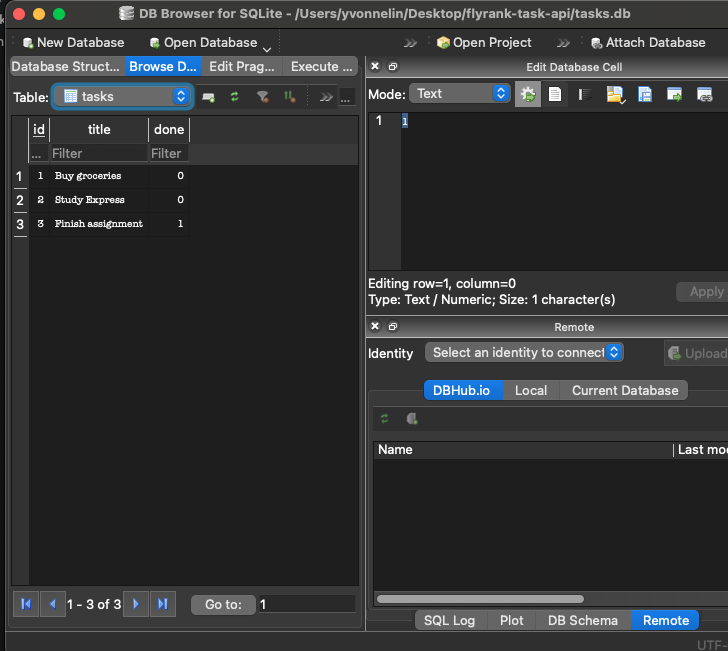 DB Browser for SQLite - /Users/yvonnelin/Desktop/flyrank-task-api/tasks.db
New Database
Open Database
Open Project
Attach Database
Database Struct...
Browse D...
Edit Prag...
Execute ...
Table:
tasks
...
id
title
done
...
Filter
Filter
1 1 Buy groceries 0
2 2 Study Express 0
3 3 Finish assignment 1
1 - 3 of 3
Go to:
1
Edit Database Cell
Mode:
Text
1
1
Editing row=1, column=0
Type: Text / Numeric; Size: 1 character(s)
Apply
Remote
Identity
Select an identity to connect
Upload
DBHub.io
Local
Current Database
Name
Last mo
SQL Log
Plot
DB Schema
Remote
UTF-